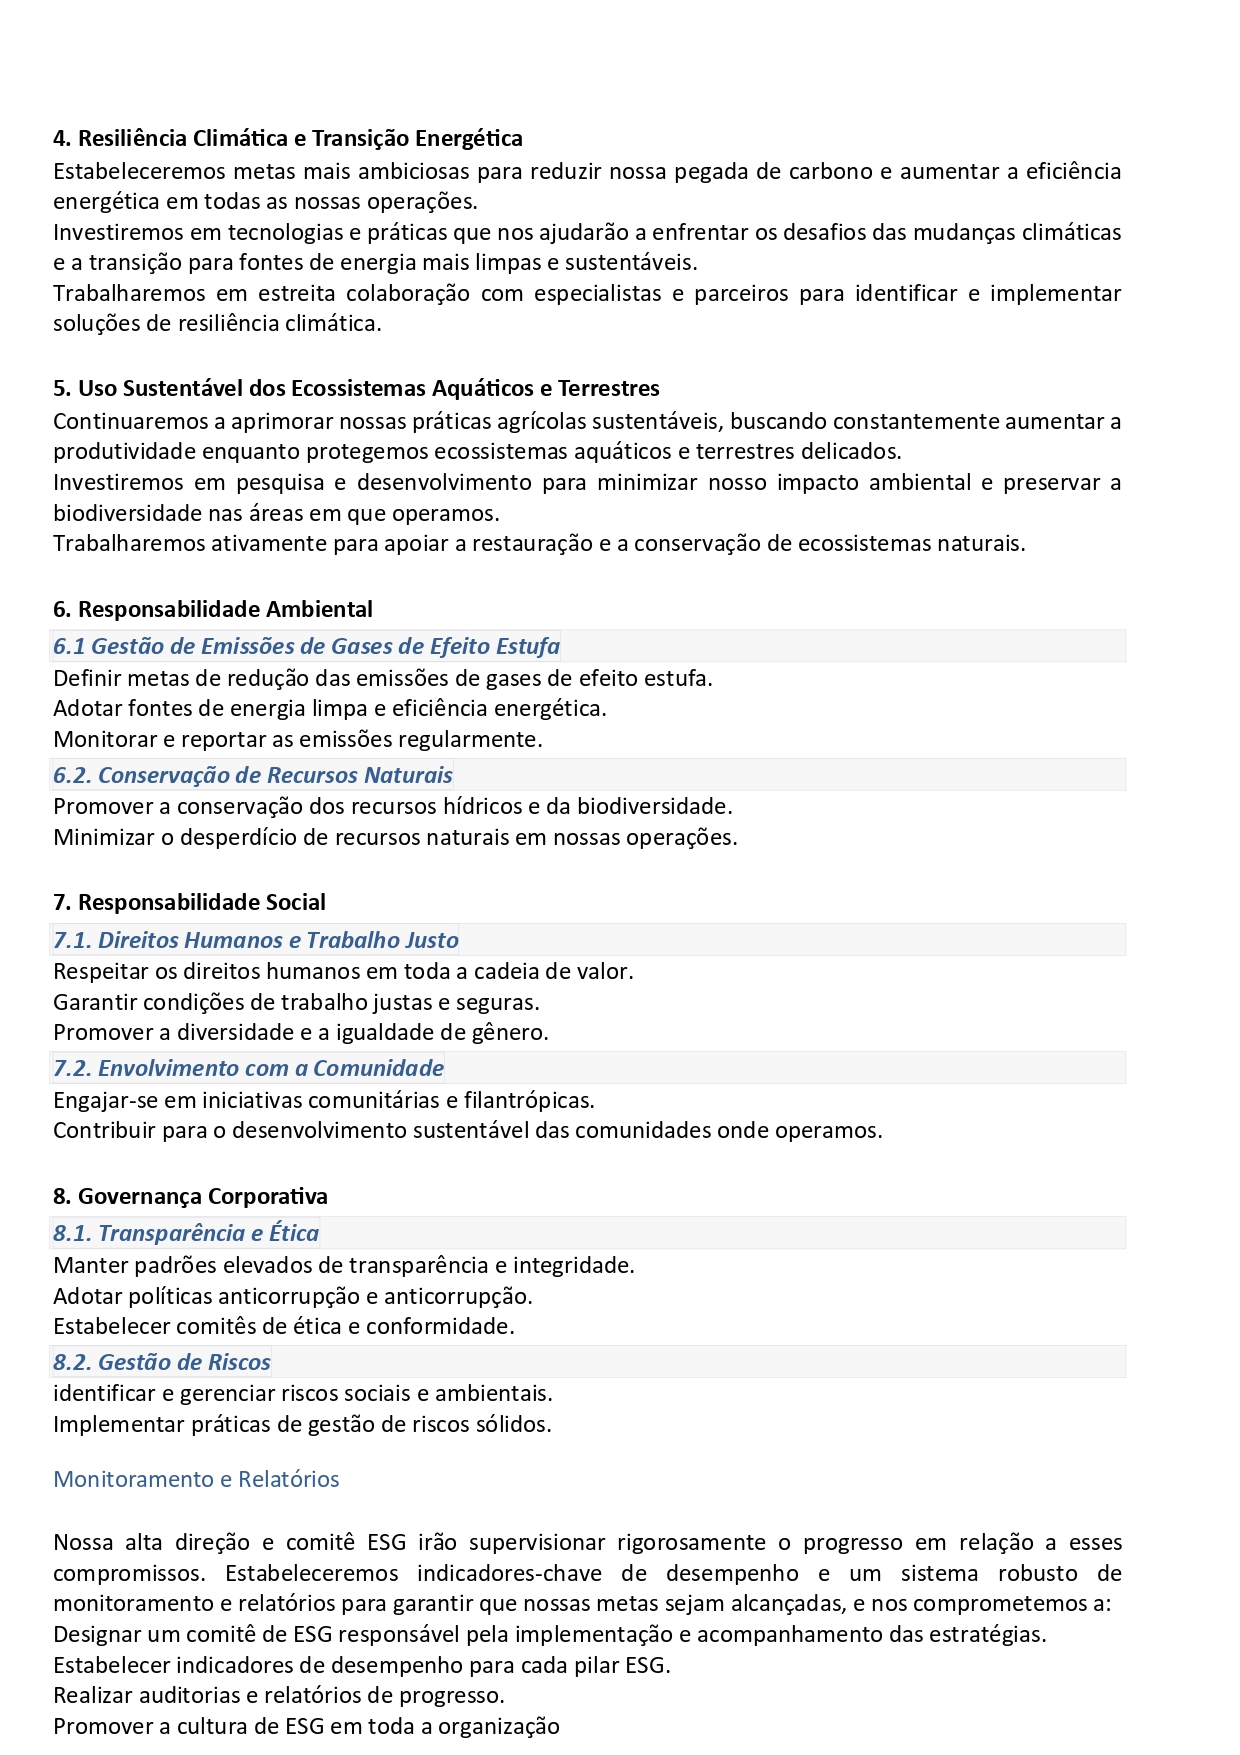 4. Resiliência Climática e Transição Energética
Estabeleceremos metas mais ambiciosas para reduzir nossa pegada de carbono e aumentar a eficiência
energética em todas as nossas operações.
Investiremos em tecnologias e práticas que nos ajudarão a enfrentar os desafios das mudanças climáticas
e a transição para fontes de energia mais limpas e sustentáveis.
Trabalharemos em estreita colaboração com especialistas e parceiros para identificar e implementar
soluções de resiliência climática.
5. Uso Sustentável dos Ecossistemas Aquáticos e Terrestres
Continuaremos a aprimorar nossas práticas agrícolas sustentáveis, buscando constantemente aumentar a
produtividade enquanto protegemos ecossistemas aquáticos e terrestres delicados.
Investiremos em pesquisa e desenvolvimento para minimizar nosso impacto ambiental e preservar a
biodiversidade nas áreas em que operamos.
Trabalharemos ativamente para apoiar a restauração e a conservação de ecossistemas naturais.
6. Responsabilidade Ambiental
6.1 Gestão de Emissões de Gases de Efeito Estufa
Definir metas de redução das emissões de gases de efeito estufa.
Adotar fontes de energia limpa e eficiência energética.
Monitorar e reportar as emissões regularmente.
6.2. Conservação de Recursos Naturais
Promover a conservação dos recursos hídricos e da biodiversidade.
Minimizar o desperdício de recursos naturais em nossas operações.
7. Responsabilidade Social
7.1. Direitos Humanos e Trabalho Justo
Respeitar os direitos humanos em toda a cadeia de valor.
Garantir condições de trabalho justas e seguras.
Promover a diversidade e a igualdade de gênero.
7.2. Envolvimento com a Comunidade
Engajar-se em iniciativas comunitárias e filantrópicas.
Contribuir para o desenvolvimento sustentável das comunidades onde operamos.
8. Governança Corporativa
8.1. Transparência e Ética
Manter padrões elevados de transparência e integridade.
Adotar políticas anticorrupção e anticorrupção.
Estabelecer comitês de ética e conformidade.
8.2. Gestão de Riscos
identificar e gerenciar riscos sociais e ambientais.
Implementar práticas de gestão de riscos sólidos.
Monitoramento e Relatórios
Nossa alta direção e comitê ESG irão supervisionar rigorosamente o progresso em relação a esses
compromissos. Estabeleceremos indicadores-chave de desempenho e um sistema robusto de
monitoramento e relatórios para garantir que nossas metas sejam alcançadas, e nos comprometemos a:
Designar um comitê de ESG responsável pela implementação e acompanhamento das estratégias.
Estabelecer indicadores de desempenho para cada pilar ESG.
Realizar auditorias e relatórios de progresso.
Promover a cultura de ESG em toda a organização